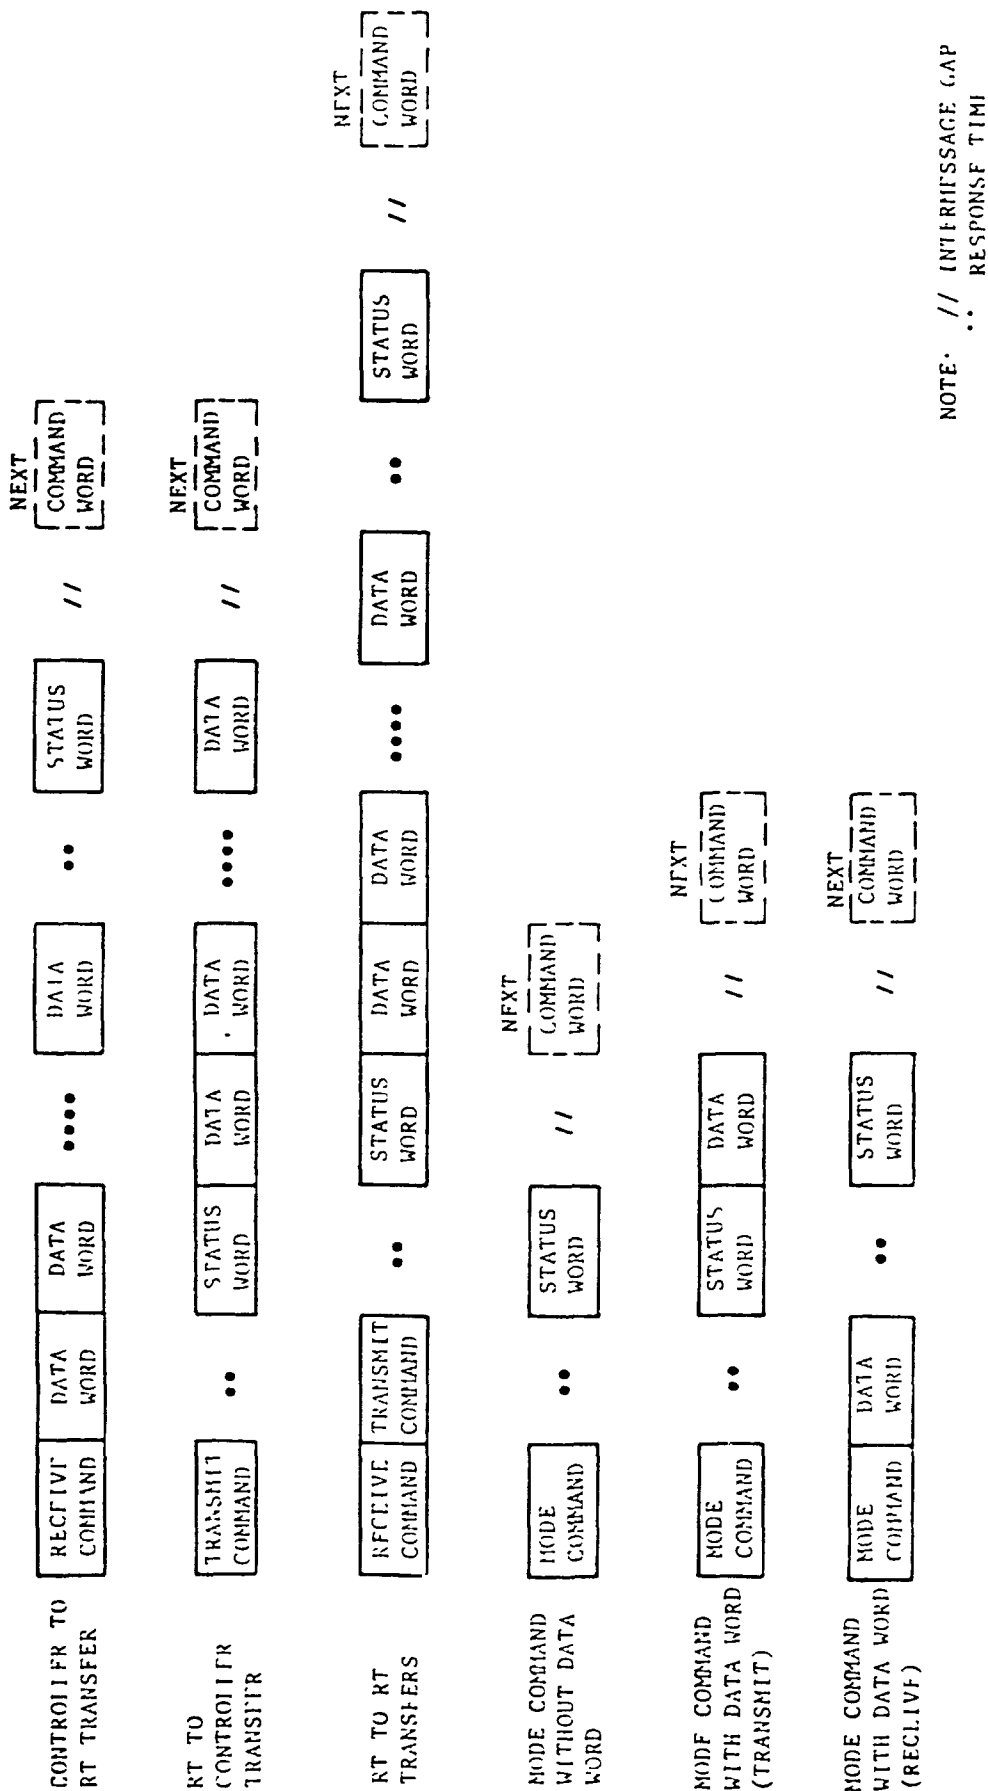 CONTROLLER TO
RT TRANSFER
RECEIVE
COMMAND
DATA
WORD
DATA
WORD
••••
DATA
WORD
••
STATUS
WORD
//
NEXT
COMMAND
WORD
RT TO
CONTROLLER
TRANSFER
TRANSMIT
COMMAND
••
STATUS
WORD
DATA
WORD
DATA
WORD
••••
DATA
WORD
//
NEXT
COMMAND
WORD
RT TO RT
TRANSFERS
RECEIVE
COMMAND
TRANSMIT
COMMAND
••
STATUS
WORD
DATA
WORD
DATA
WORD
••••
DATA
WORD
••
STATUS
WORD
//
NEXT
COMMAND
WORD
MODE COMMAND
WITHOUT DATA
WORD
MODE
COMMAND
••
STATUS
WORD
//
NEXT
COMMAND
WORD
MODE COMMAND
WITH DATA WORD
(TRANSMIT)
MODE
COMMAND
••
STATUS
WORD
DATA
WORD
//
NEXT
COMMAND
WORD
MODE COMMAND
WITH DATA WORD
(RECEIVE)
MODE
COMMAND
DATA
WORD
••
STATUS
WORD
//
NEXT
COMMAND
WORD
NOTE: // INTERMESSAGE GAP
•• RESPONSE TIME